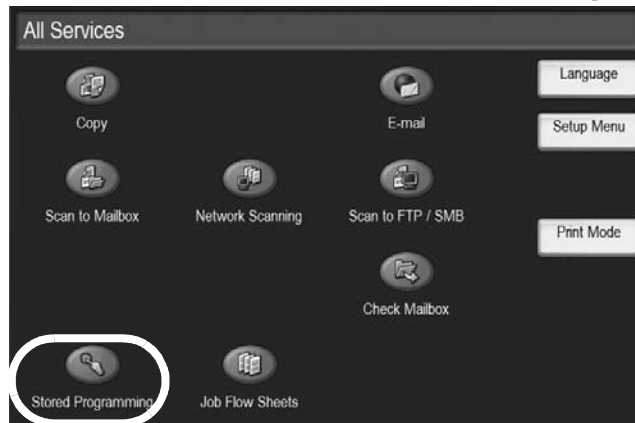 All Services
Copy
E-mail
Language
Setup Menu
Scan to Mailbox
Network Scanning
Scan to FTP / SMB
Print Mode
Check Mailbox
Stored Programming
Job Flow Sheets